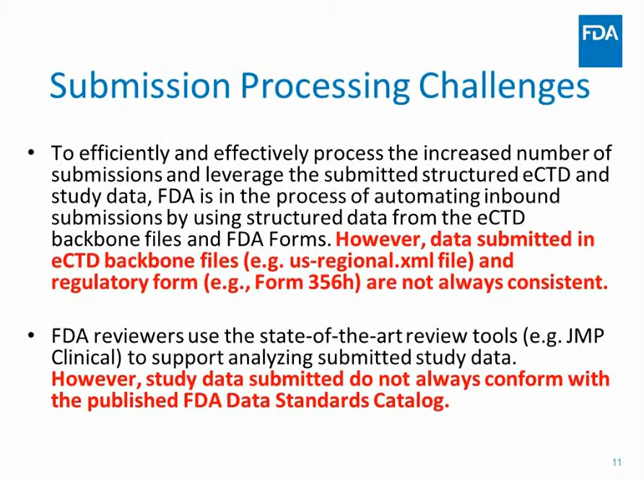 FDA
Submission Processing Challenges
• To efficiently and effectively process the increased number of
submissions and leverage the submitted structured eCTD and
study data, FDA is in the process of automating inbound
submissions by using structured data from the eCTD
backbone files and FDA Forms. However, data submitted in
eCTD backbone files (e.g. us-regional.xml file) and
regulatory form (e.g., Form 356h) are not always consistent.
• FDA reviewers use the state-of-the-art review tools (e.g. JMP
Clinical) to support analyzing submitted study data.
However, study data submitted do not always conform with
the published FDA Data Standards Catalog.
11